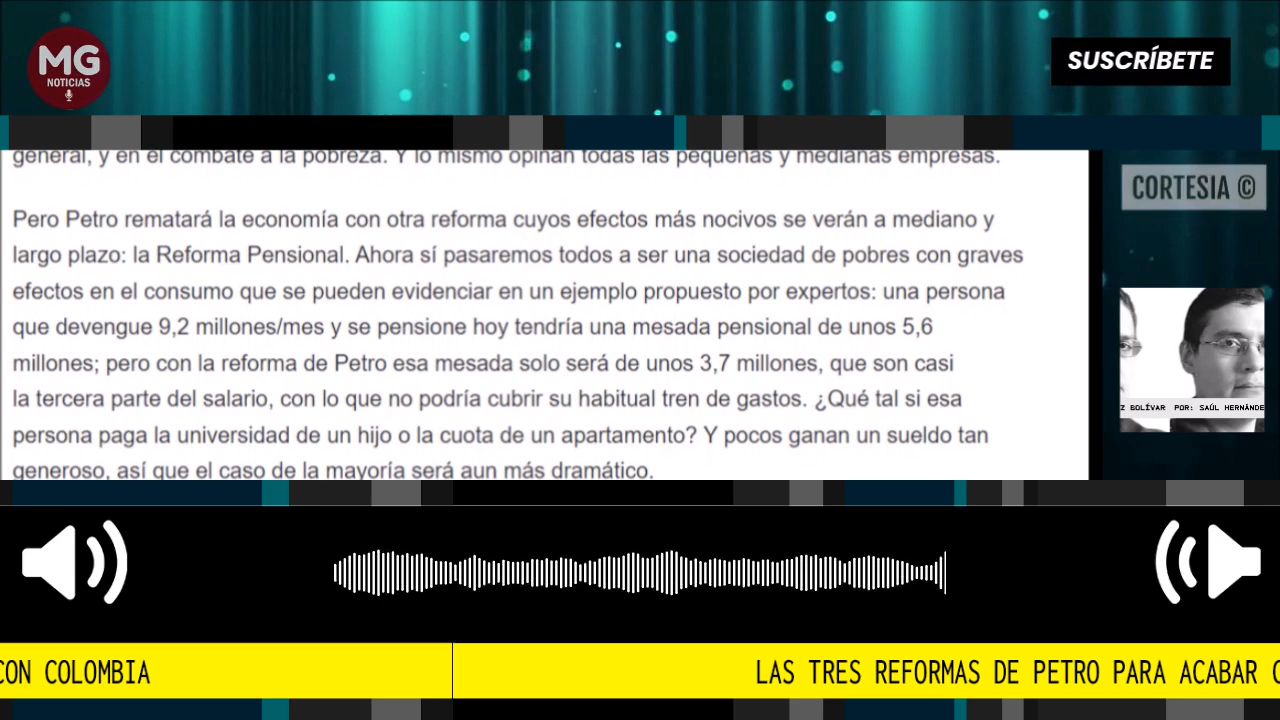 MG
NOTICIAS
SUSCRÍBETE
general, y en el combate a la pobreza. Y lo mismo opinan todas las pequeñas y medianas empresas.
CORTESIA ©
Pero Petro rematará la economía con otra reforma cuyos efectos más nocivos se verán a mediano y
largo plazo: la Reforma Pensional. Ahora sí pasaremos todos a ser una sociedad de pobres con graves
efectos en el consumo que se pueden evidenciar en un ejemplo propuesto por expertos: una persona
que devengue 9,2 millones/mes y se pensione hoy tendría una mesada pensional de unos 5,6
millones; pero con la reforma de Petro esa mesada solo será de unos 3,7 millones, que son casi
la tercera parte del salario, con lo que no podría cubrir su habitual tren de gastos. ¿Qué tal si esa
persona paga la universidad de un hijo o la cuota de un apartamento? Y pocos ganan un sueldo tan
generoso, así que el caso de la mayoría será aun más dramático.
Z BOLÍVAR POR: SAÚL HERNÁNDE
CON COLOMBIA
LAS TRES REFORMAS DE PETRO PARA ACABAR C